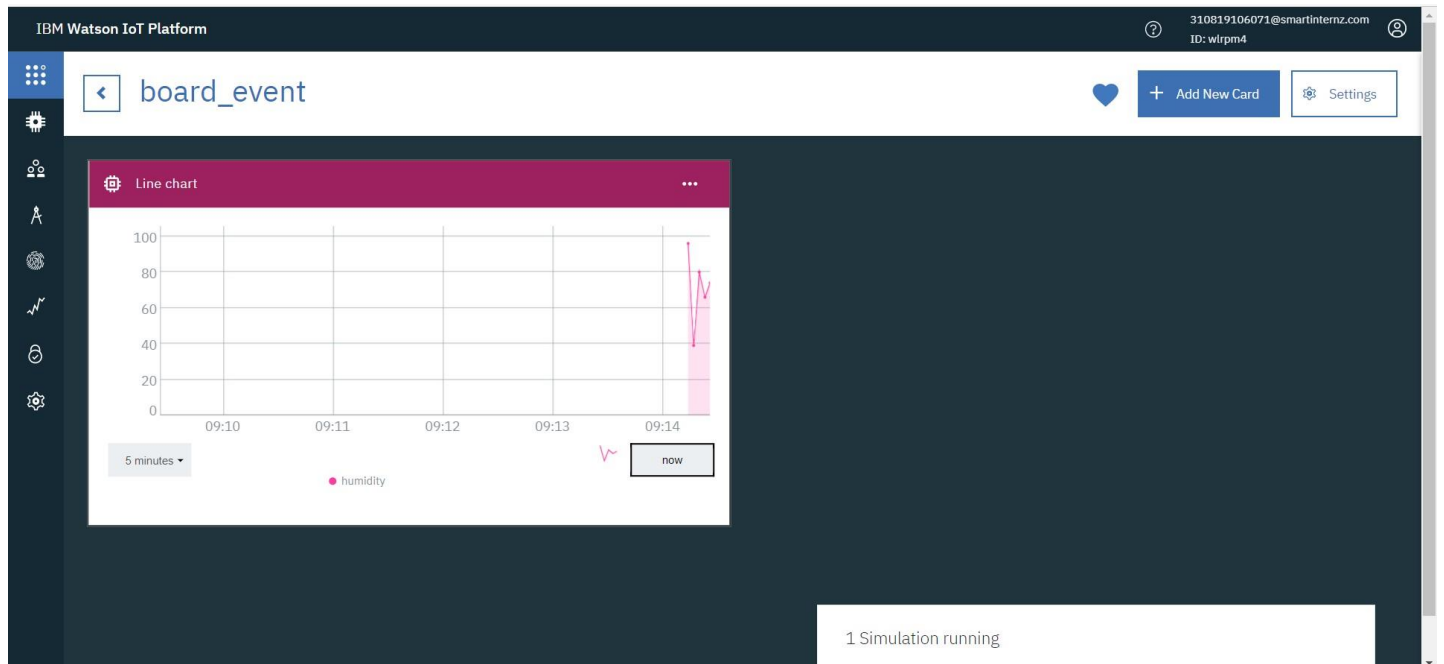 IBM Watson IoT Platform
310819106071@smartinternz.com
ID: wlrpm4
board_event
+ Add New Card
Settings
Line chart
100
80
60
40
20
0
09:10 09:11 09:12 09:13 09:14
5 minutes
now
humidity
1 Simulation running